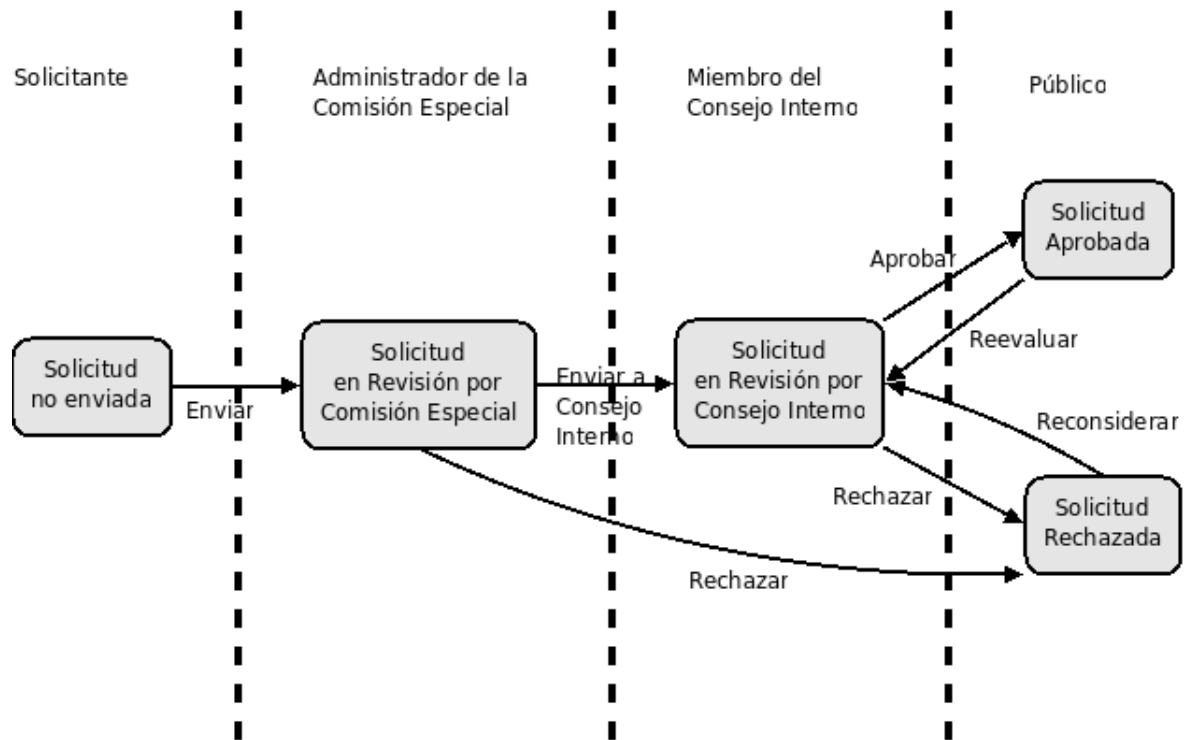 Solicitante
Administrador de la
Comisión Especial
Miembro del
Consejo Interno
Público
Solicitud
Aprobada
Aprobar
Reevaluar
Solicitud
no enviada
Enviar
Solicitud
en Revisión por
Comisión Especial
Enviar a
Consejo
Interno
Solicitud
en Revisión por
Consejo Interno
Reconsiderar
Rechazar
Solicitud
Rechazada
Rechazar